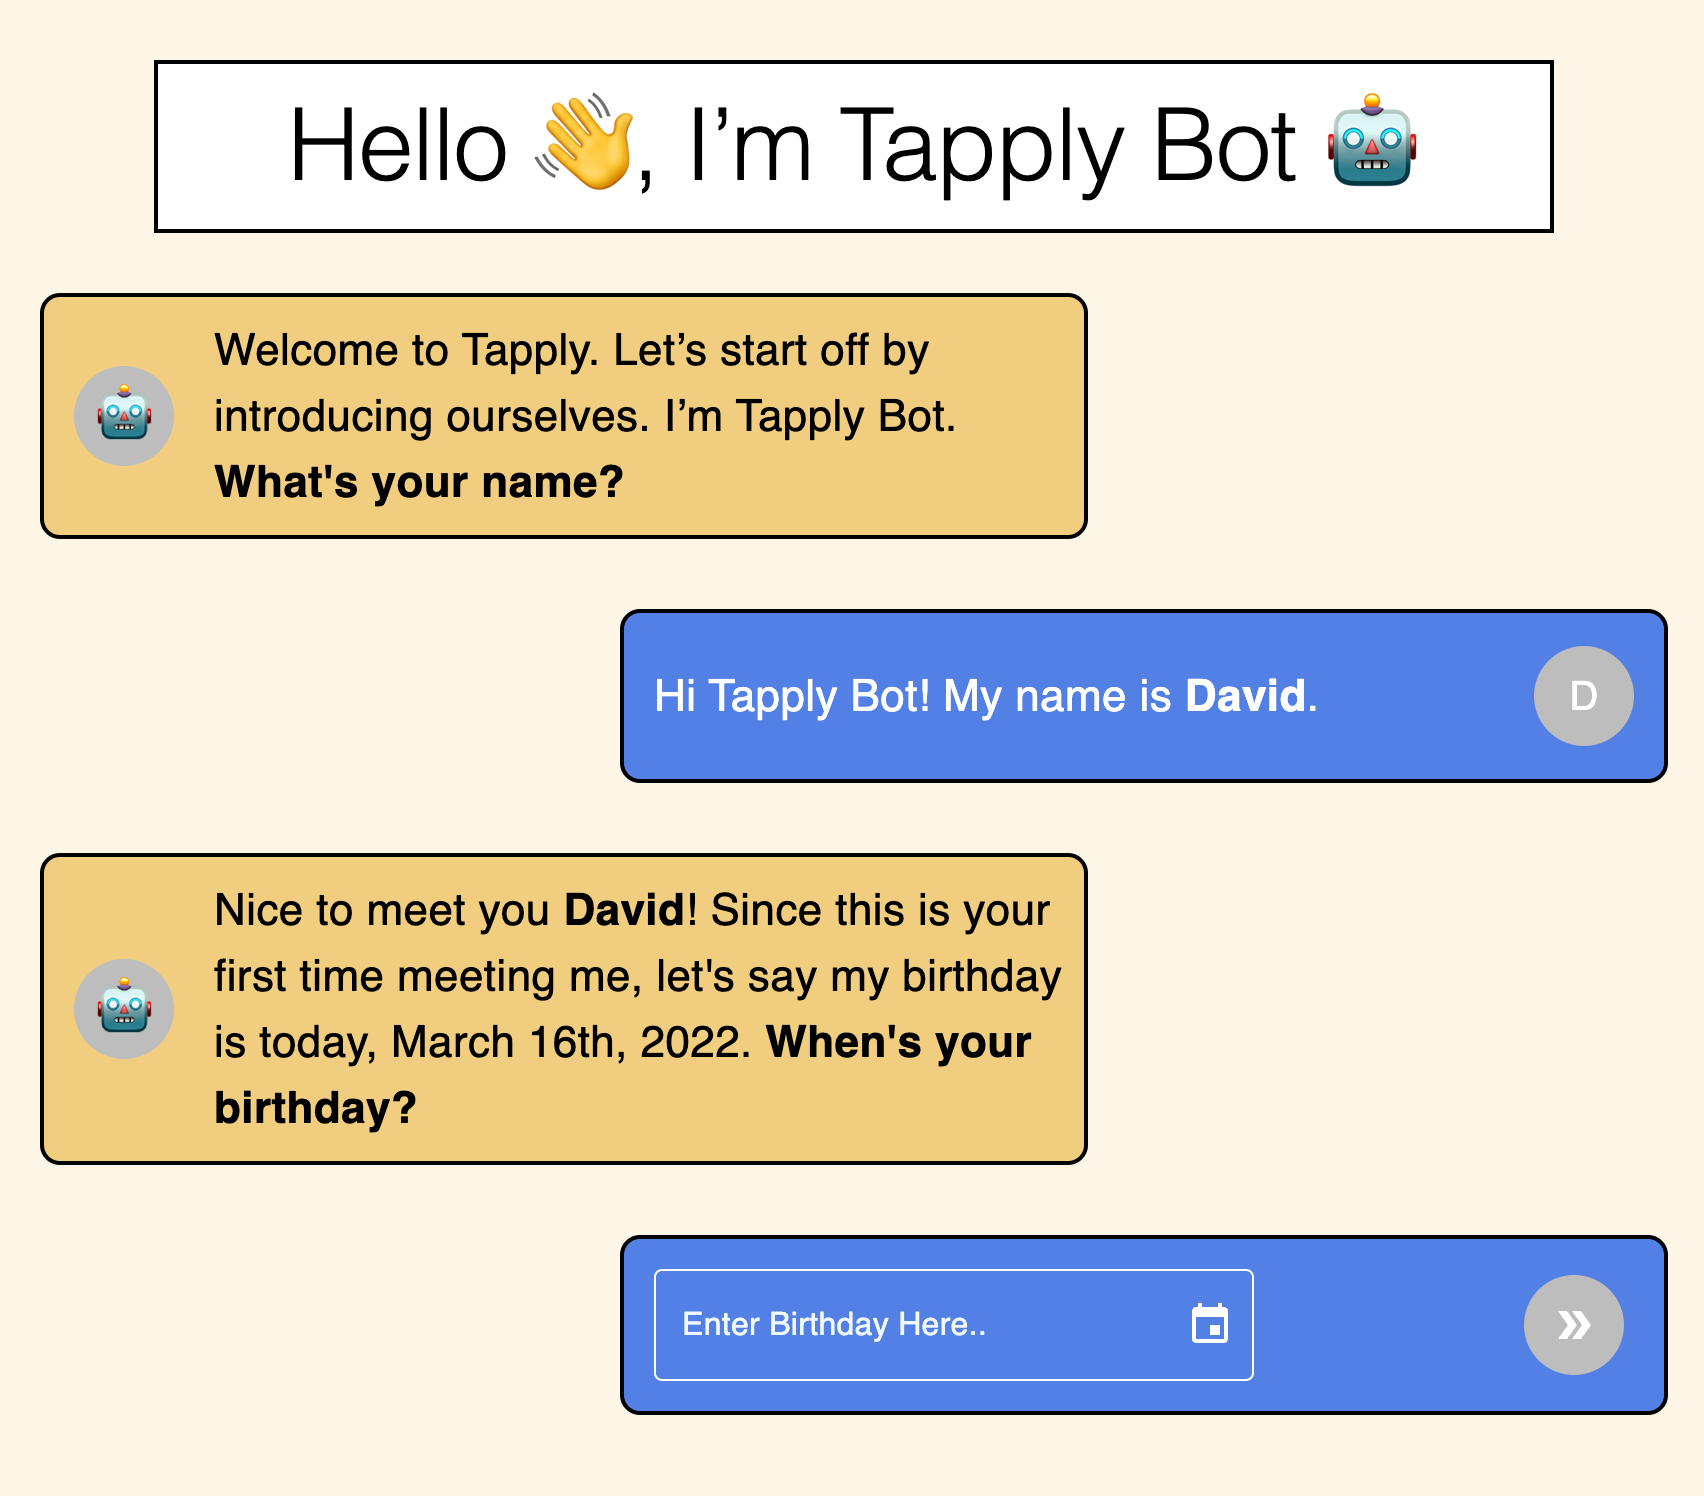 Hello 👋, I’m Tapply Bot 🤖
Welcome to Tapply. Let’s start off by
introducing ourselves. I’m Tapply Bot.
What's your name?
Hi Tapply Bot! My name is David.
D
Nice to meet you David! Since this is your
first time meeting me, let's say my birthday
is today, March 16th, 2022. When's your
birthday?
Enter Birthday Here..